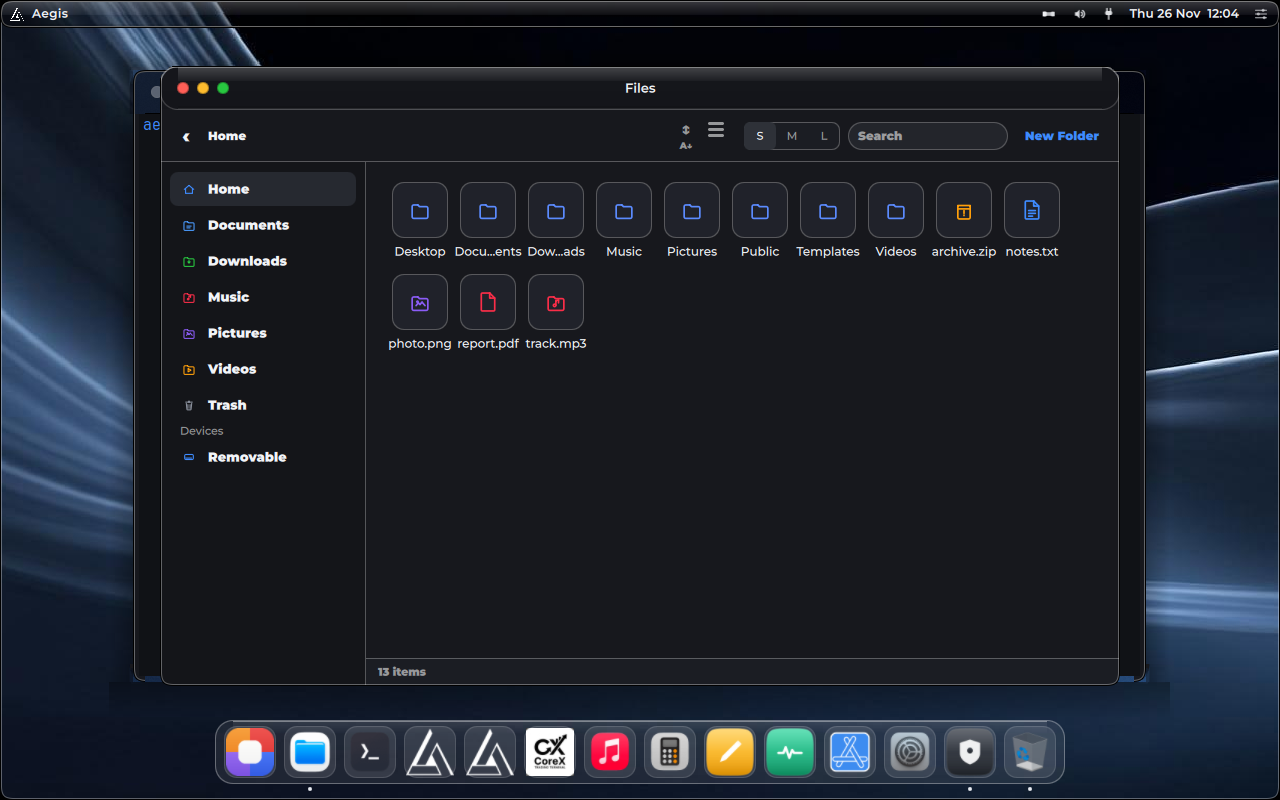 Aegis
Thu 26 Nov 12:04
Files
ae
Home
A+
S M L
Search
New Folder
Home
Documents
Downloads
Music
Pictures
Videos
Trash
Devices
Removable
Desktop Docu...ents Dow...ads Music Pictures Public Templates Videos archive.zip notes.txt
photo.png report.pdf track.mp3
13 items
CX
CoreX